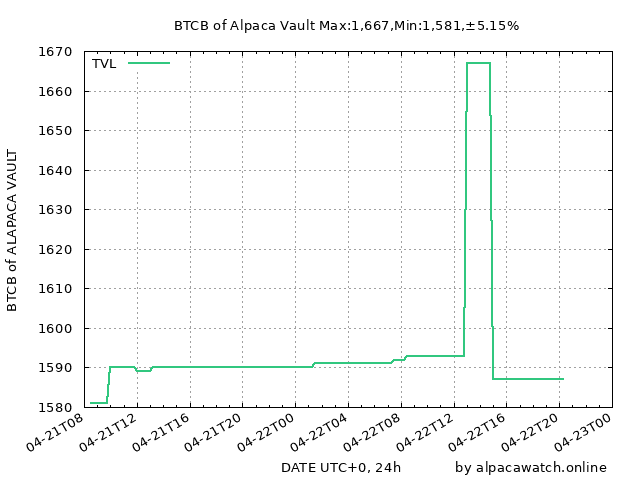 BTCB of Alpaca Vault Max:1,667,Min:1,581,±5.15%
TVL
1670
1660
1650
1640
1630
1620
1610
1600
1590
1580
BTCB of ALAPACA VAULT
04-21T08
04-21T12
04-21T16
04-21T20
04-22T00
04-22T04
04-22T08
04-22T12
04-22T16
04-22T20
04-23T00
DATE UTC+0, 24h
by alpacawatch.online